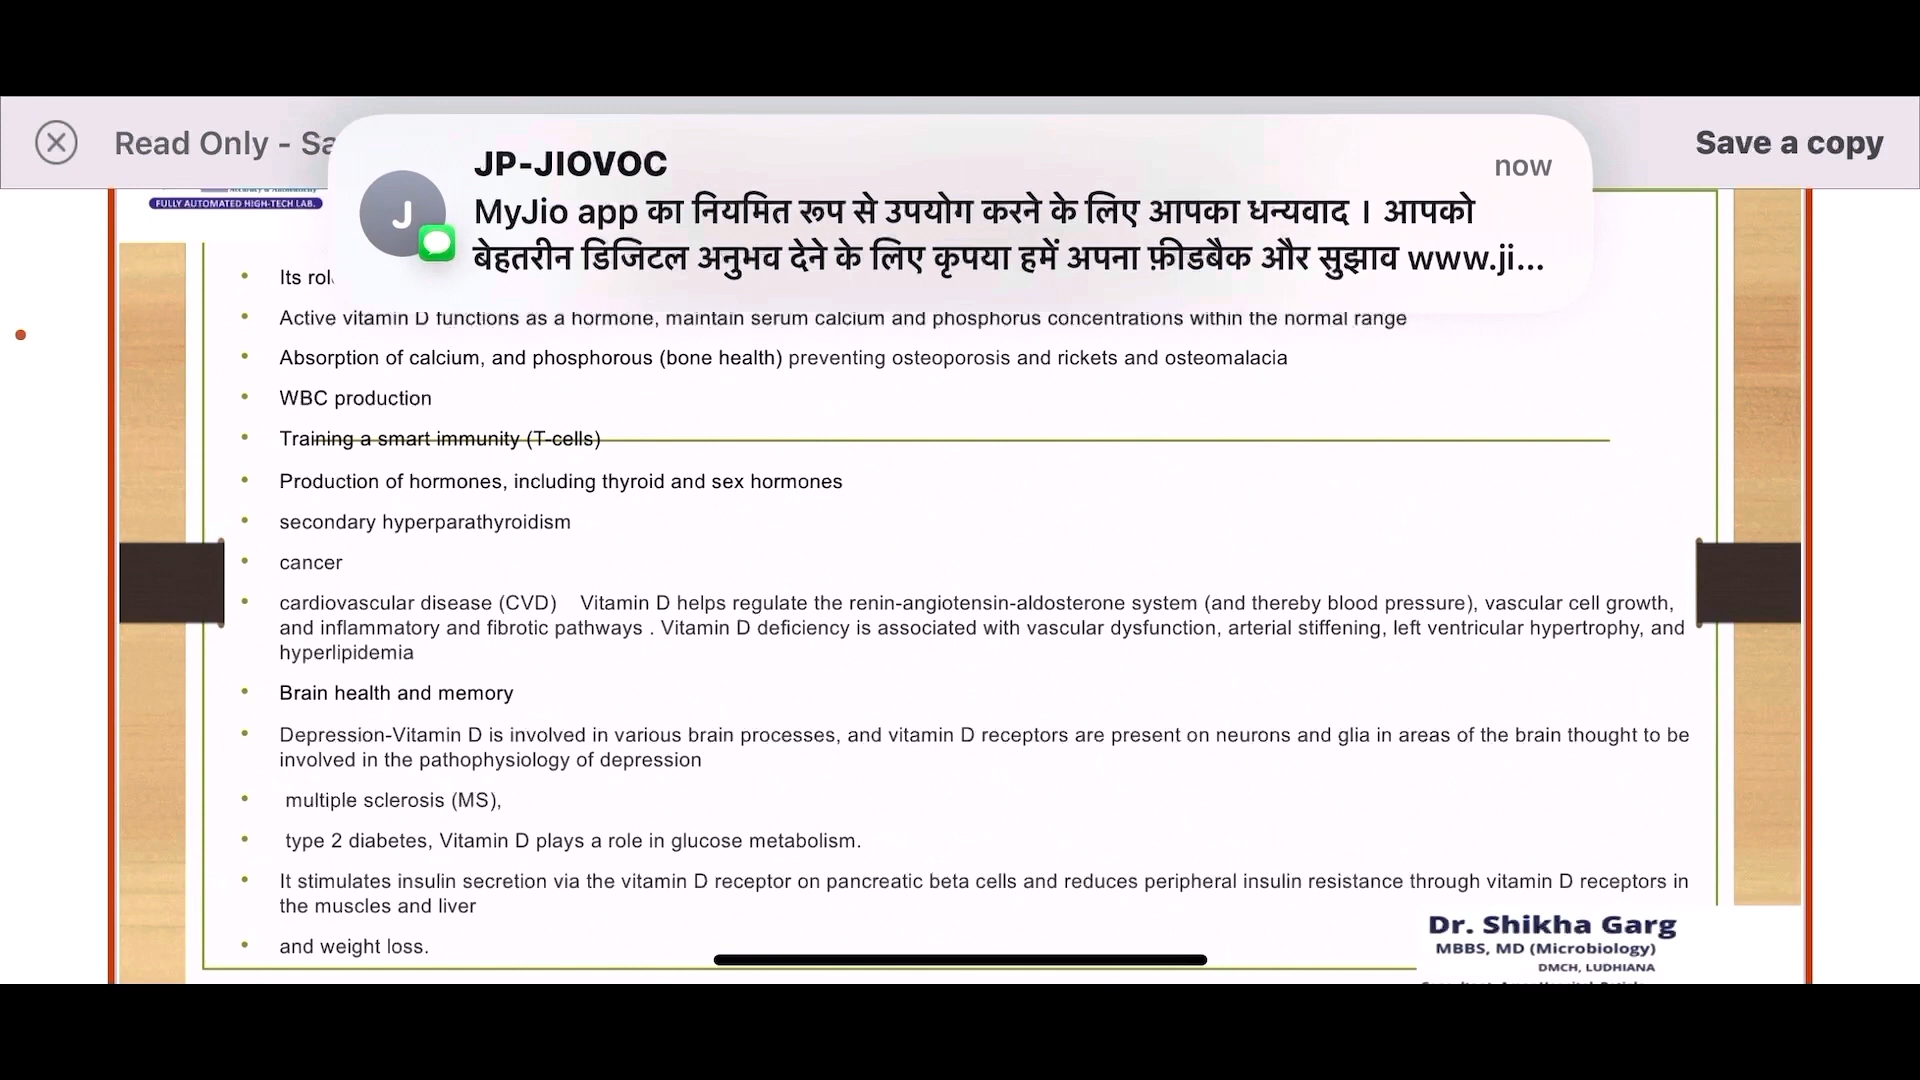 Read Only - Sa
Save a copy
JP-JIOVOC
now
J
MyJio app का नियमित रूप से उपयोग करने के लिए आपका धन्यवाद । आपको
बेहतरीन डिजिटल अनुभव देने के लिए कृपया हमें अपना फ़ीडबैक और सुझाव www.ji...
FULLY AUTOMATED HIGH-TECH LAB.
• Its rol
• Active vitamin D functions as a hormone, maintain serum calcium and phosphorus concentrations within the normal range
• Absorption of calcium, and phosphorous (bone health) preventing osteoporosis and rickets and osteomalacia
• WBC production
• Training a smart immunity (T-cells)
• Production of hormones, including thyroid and sex hormones
• secondary hyperparathyroidism
• cancer
• cardiovascular disease (CVD) Vitamin D helps regulate the renin-angiotensin-aldosterone system (and thereby blood pressure), vascular cell growth,
and inflammatory and fibrotic pathways . Vitamin D deficiency is associated with vascular dysfunction, arterial stiffening, left ventricular hypertrophy, and
hyperlipidemia
• Brain health and memory
• Depression-Vitamin D is involved in various brain processes, and vitamin D receptors are present on neurons and glia in areas of the brain thought to be
involved in the pathophysiology of depression
• multiple sclerosis (MS),
• type 2 diabetes, Vitamin D plays a role in glucose metabolism.
• It stimulates insulin secretion via the vitamin D receptor on pancreatic beta cells and reduces peripheral insulin resistance through vitamin D receptors in
the muscles and liver
• and weight loss.
Dr. Shikha Garg
MBBS, MD (Microbiology)
DMCH, LUDHIANA